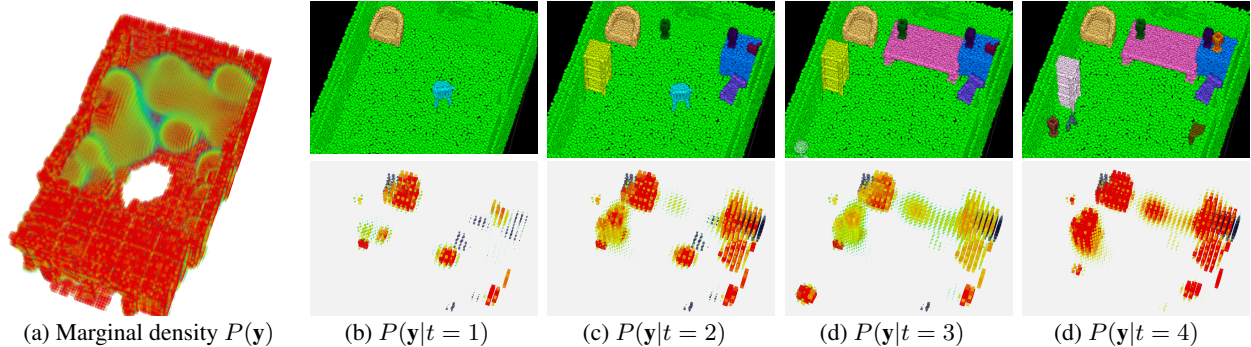 (a) Marginal density P(y)
(b) P(y|t = 1)
(c) P(y|t = 2)
(d) P(y|t = 3)
(d) P(y|t = 4)